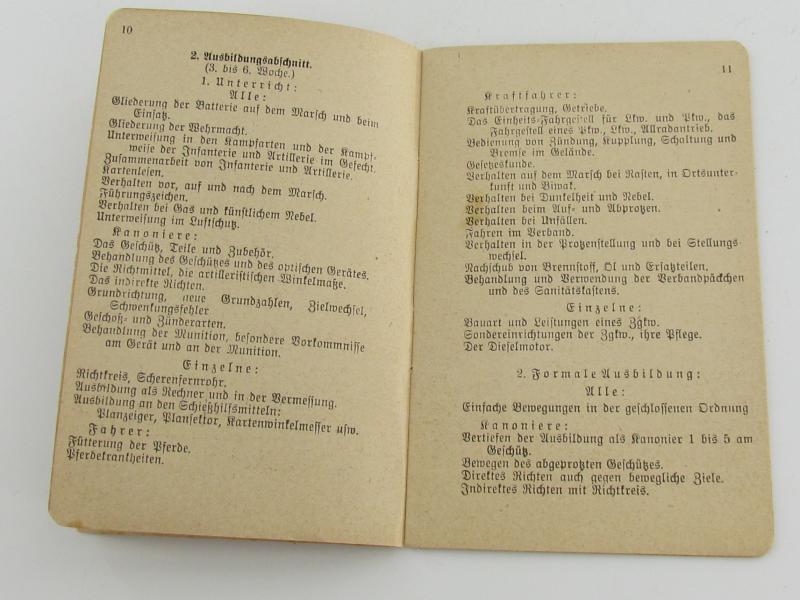 10
2. Ausbildungsabschnitt.
(3. bis 6. Woche.)
1. Unterricht:
Alle:
Gliederung der Batterie auf dem Marsch und beim
Einsatz.
Gliederung der Wehrmacht.
Unterweisung in den Kampfarten und der Kampf-
weise der Infanterie und Artillerie im Gefecht.
Zusammenarbeit von Infanterie und Artillerie.
Kartenlesen.
Verhalten vor, auf und nach dem Marsch.
Führungszeichen.
Verhalten bei Gas und künstlichem Nebel.
Unterweisung im Luftschutz.
Kanoniere:
Das Geschütz, Teile und Zubehör.
Behandlung des Geschützes und des optischen Gerätes.
Die Richtmittel, die artilleristischen Winkelmaße.
Das indirekte Richten.
Grundrichtung, neue Grundzahlen, Zielwechsel,
Schwenkungsfehler
Geschoß- und Zünderarten.
Behandlung der Munition, besondere Vorkommnisse
am Gerät und an der Munition.
Einzelne:
Richtkreis, Scherenfernrohr.
Ausbildung als Rechner und in der Vermessung.
Ausbildung an den Schießhilfsmitteln:
Planzeiger, Plansektor, Kartenwinkelmesser usw.
Fahrer:
Fütterung der Pferde.
Pferdekrankheiten.
11
Kraftfahrer:
Kraftübertragung, Getriebe.
Das Einheits-Fahrgestell für Lkw. und Pkw., das
Fahrgestell eines Pkw., Lkw., Allradantrieb.
Bedienung von Zündung, Kupplung, Schaltung und
Bremse im Gelände.
Gesetzeskunde.
Verhalten auf dem Marsch bei Rasten, in Ortsunter-
kunft und Biwak.
Verhalten bei Dunkelheit und Nebel.
Verhalten beim Auf- und Abprotzen.
Verhalten bei Unfällen.
Fahren im Verband.
Verhalten in der Protzenstellung und bei Stellungs-
wechsel.
Nachschub von Brennstoff, Öl und Ersatzteilen.
Behandlung und Verwendung der Verbandpäckchen
und des Sanitätskastens.
Einzelne:
Bauart und Leistungen eines Zgkw.
Sondereinrichtungen der Zgkw., ihre Pflege.
Der Dieselmotor.
2. Formale Ausbildung:
Alle:
Einfache Bewegungen in der geschlossenen Ordnung
Kanoniere:
Vertiefen der Ausbildung als Kanonier 1 bis 5 am
Geschütz.
Bewegen des abgeprotzten Geschützes.
Direktes Richten auch gegen bewegliche Ziele.
Indirektes Richten mit Richtkreis.